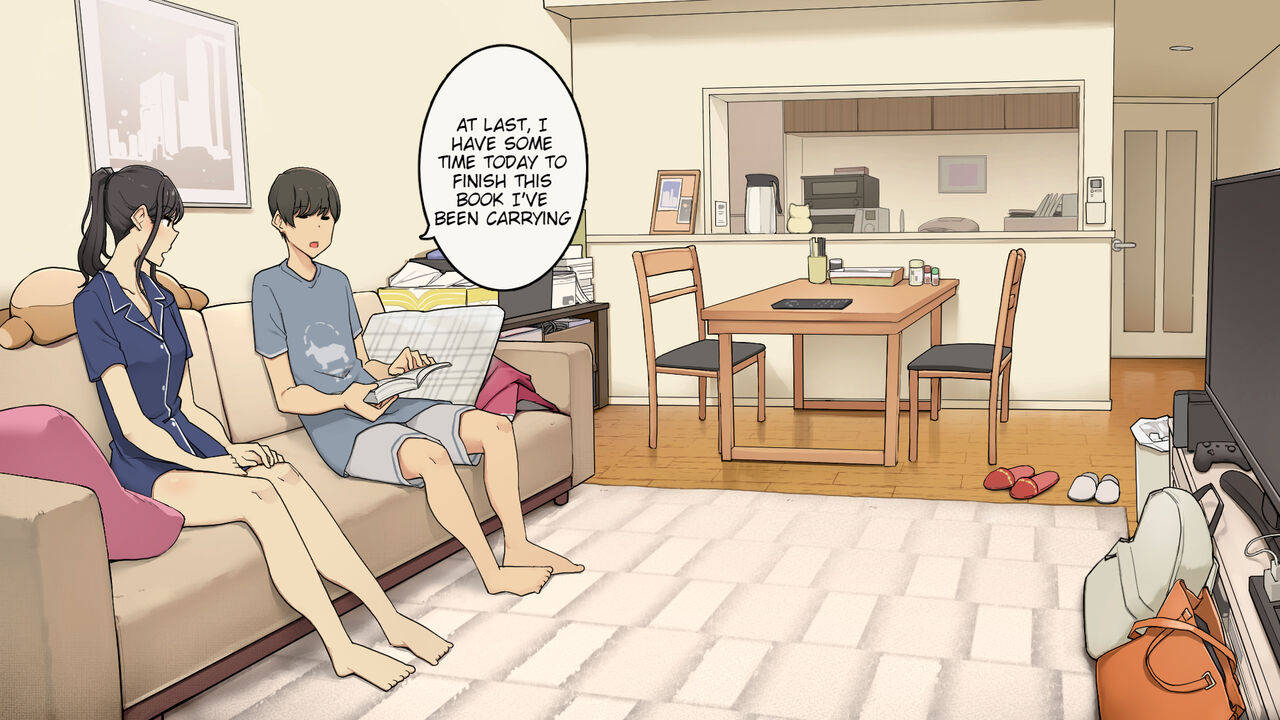 AT LAST, I
HAVE SOME
TIME TODAY TO
FINISH THIS
BOOK I'VE
BEEN CARRYING